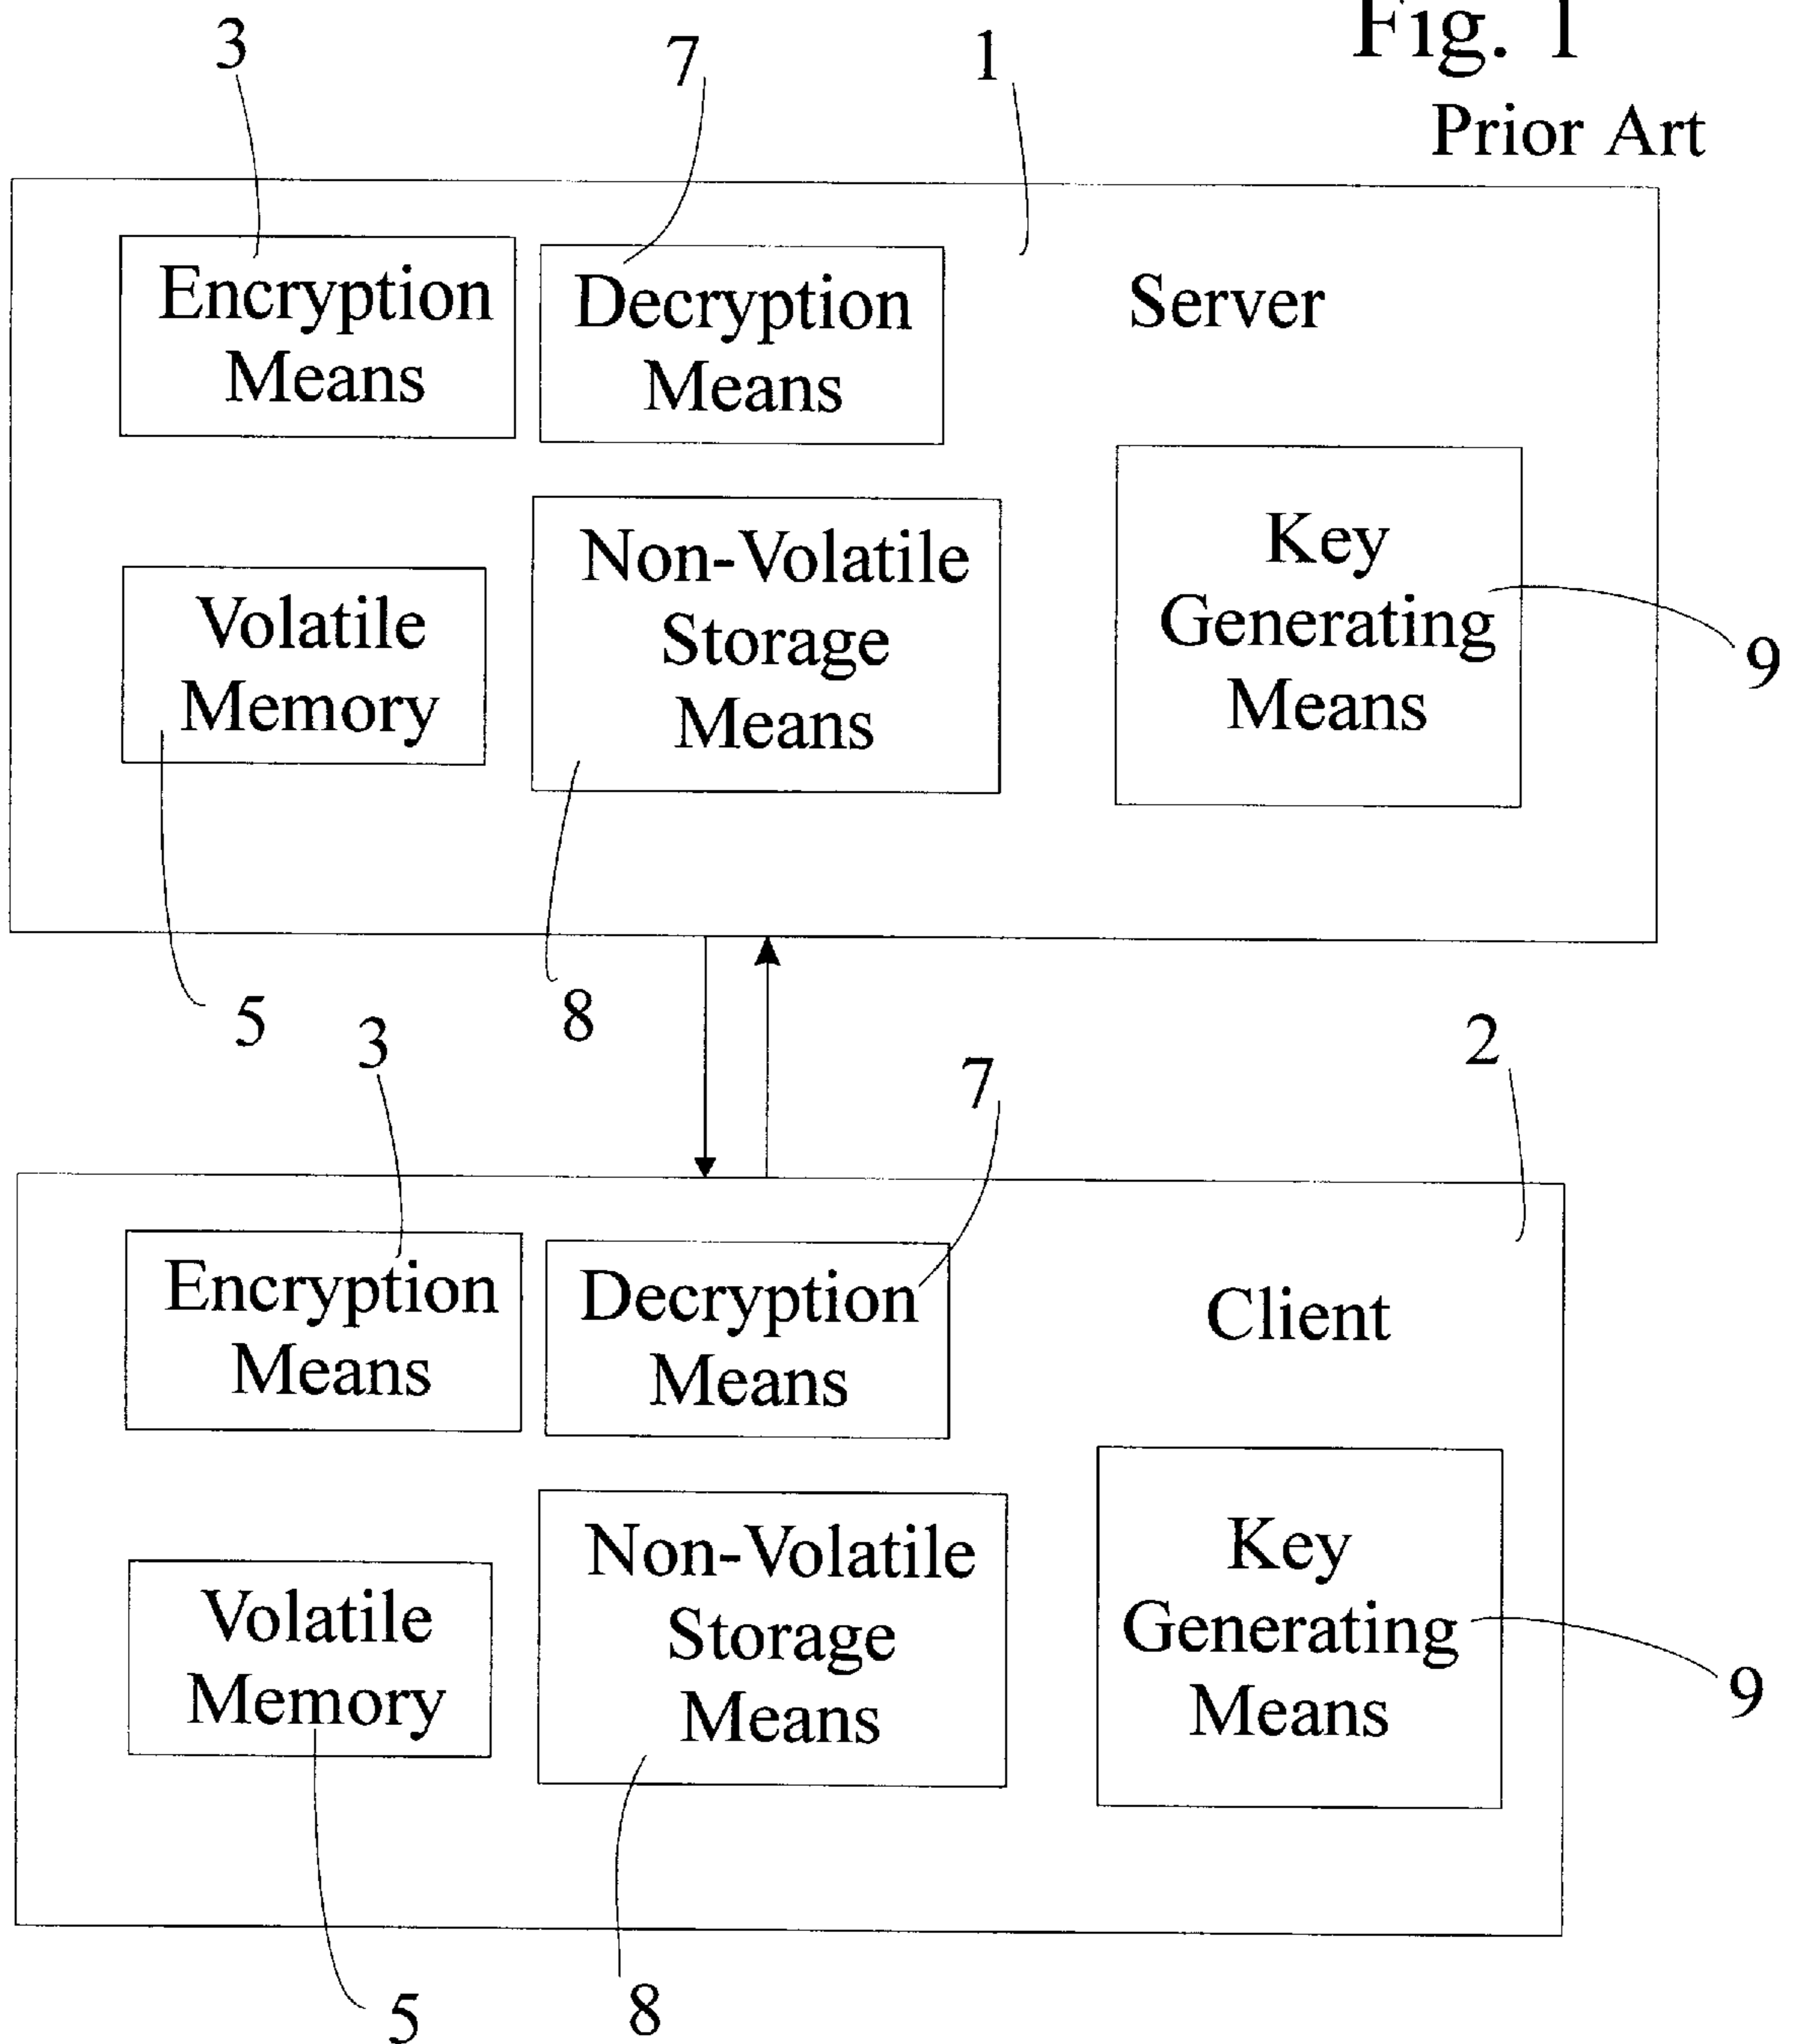 Fig. 1
Prior Art
3
7
1
Encryption
Means
Decryption
Means
Server
Volatile
Memory
Non-Volatile
Storage
Means
Key
Generating
Means
9
5
8
3
7
2
Encryption
Means
Decryption
Means
Client
Volatile
Memory
Non-Volatile
Storage
Means
Key
Generating
Means
9
5
8